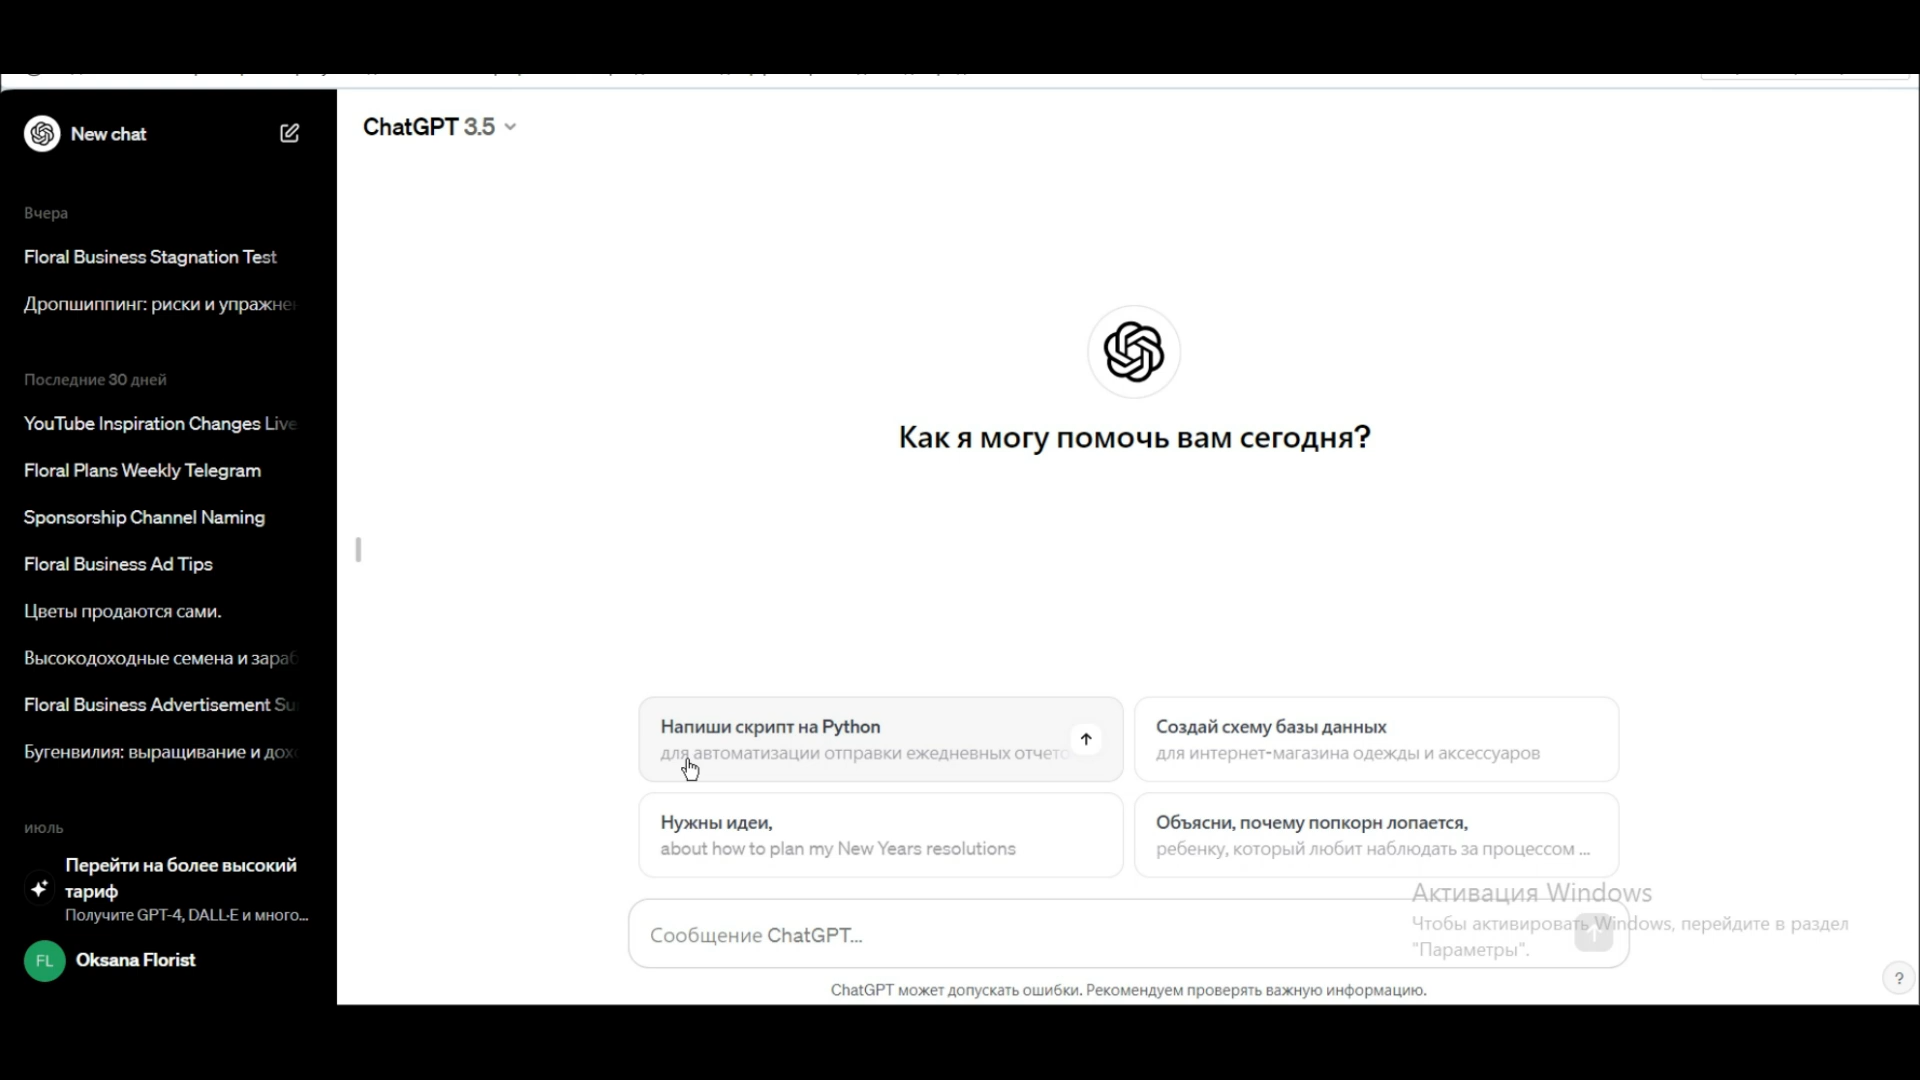 New chat
ChatGPT 3.5
Вчера
Floral Business Stagnation Test
Дропшиппинг: риски и упражне
Последние 30 дней
YouTube Inspiration Changes Live
Floral Plans Weekly Telegram
Sponsorship Channel Naming
Floral Business Ad Tips
Цветы продаются сами.
Высокодоходные семена и зараб
Floral Business Advertisement Su
Бугенвилия: выращивание и дохо
июль
Перейти на более высокий
тариф
Получите GPT-4, DALL·E и много...
FL
Oksana Florist
Как я могу помочь вам сегодня?
Напиши скрипт на Python
для автоматизации отправки ежедневных отчето
Создай схему базы данных
для интернет-магазина одежды и аксессуаров
Нужны идеи,
about how to plan my New Years resolutions
Объясни, почему попкорн лопается,
ребенку, который любит наблюдать за процессом ...
Сообщение ChatGPT...
Активация Windows
Чтобы активировать Windows, перейдите в раздел
"Параметры".
ChatGPT может допускать ошибки. Рекомендуем проверять важную информацию.
?